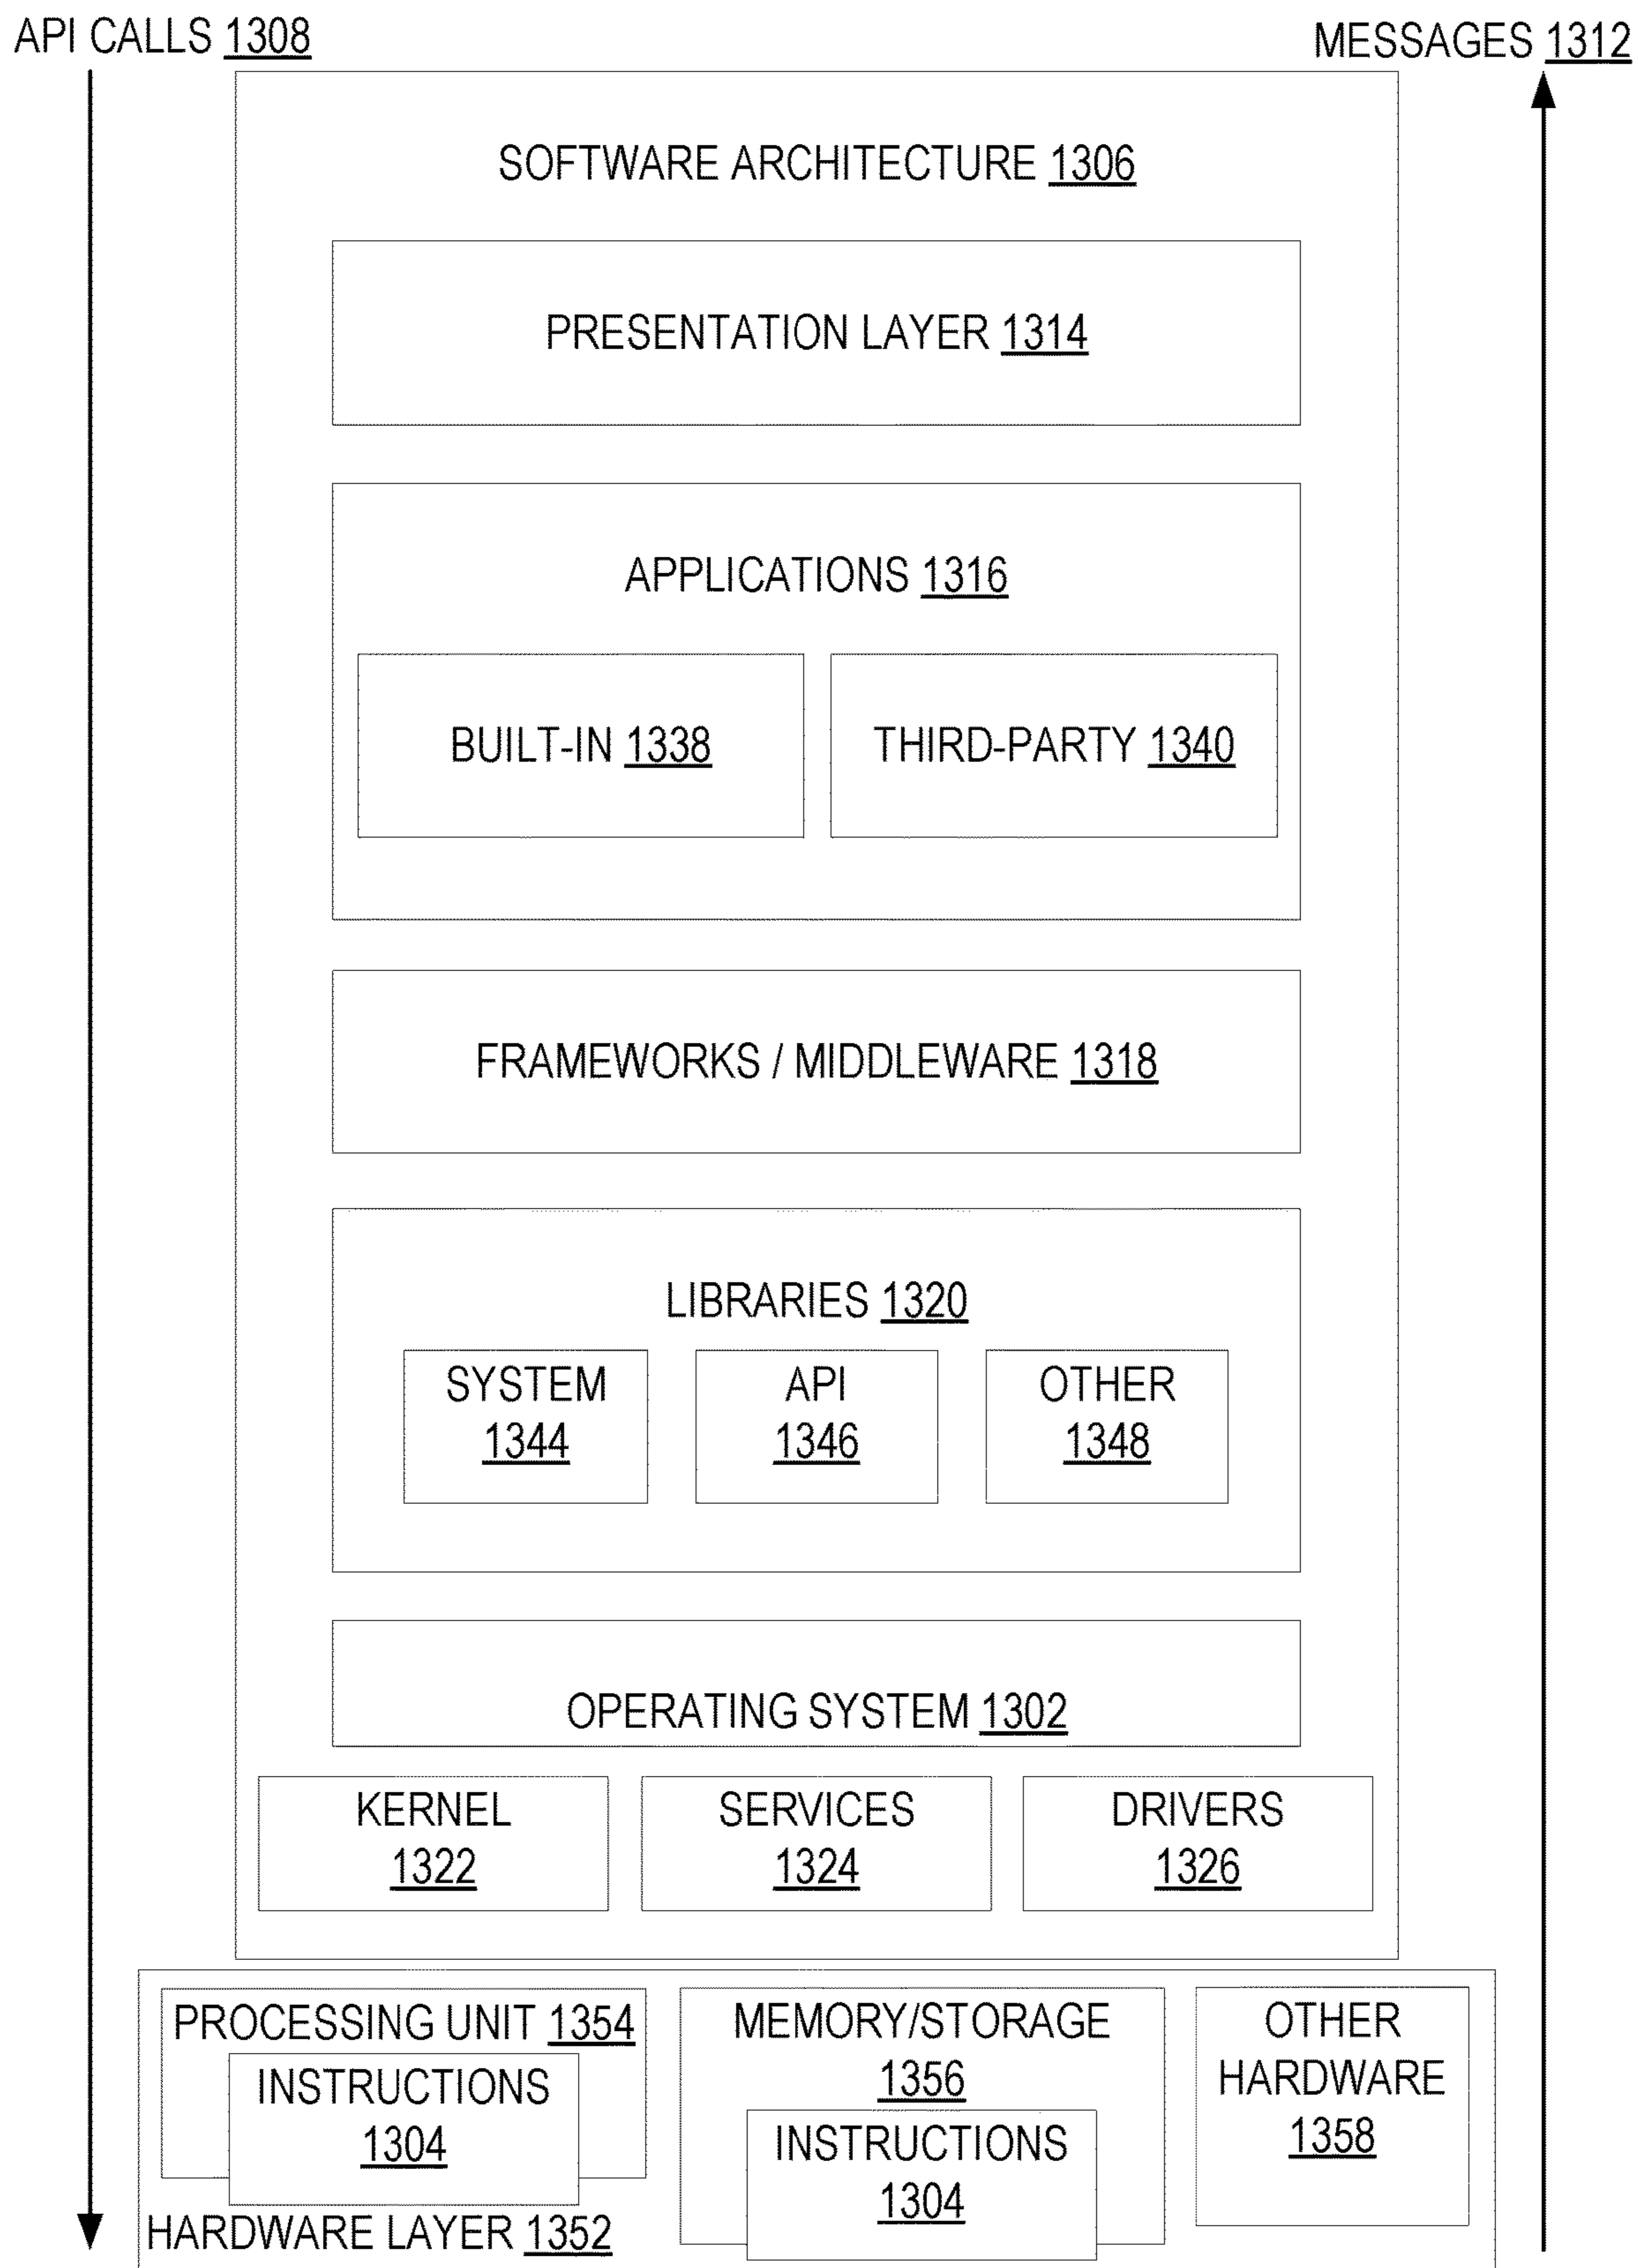 API CALLS 1308
MESSAGES 1312
SOFTWARE ARCHITECTURE 1306
PRESENTATION LAYER 1314
APPLICATIONS 1316
BUILT-IN 1338
THIRD-PARTY 1340
FRAMEWORKS / MIDDLEWARE 1318
LIBRARIES 1320
SYSTEM
1344
API
1346
OTHER
1348
OPERATING SYSTEM 1302
KERNEL
1322
SERVICES
1324
DRIVERS
1326
PROCESSING UNIT 1354
INSTRUCTIONS
1304
MEMORY/STORAGE
1356
INSTRUCTIONS
1304
OTHER
HARDWARE
1358
HARDWARE LAYER 1352